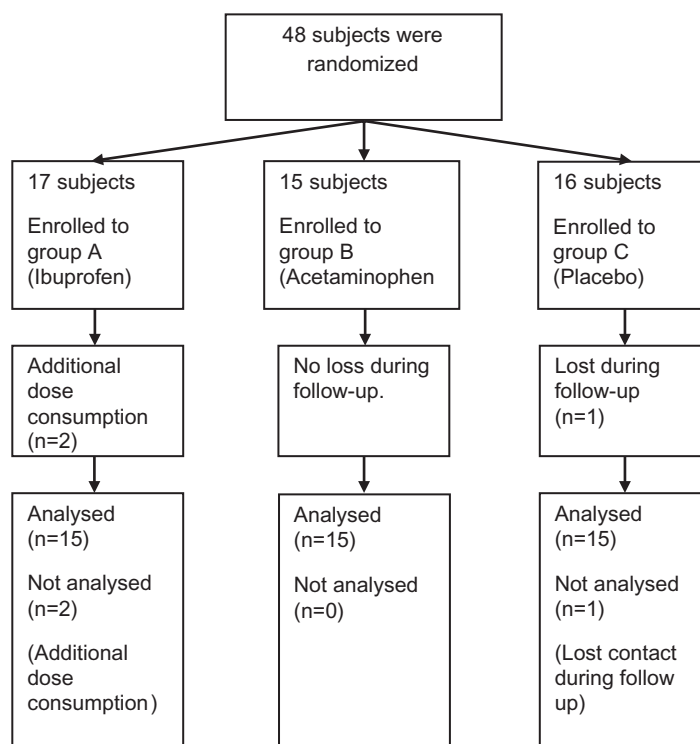 48 subjects were
randomized
17 subjects
Enrolled to
group A
(Ibuprofen)
15 subjects
Enrolled to
group B
(Acetaminophen
16 subjects
Enrolled to
group C
(Placebo)
Additional
dose
consumption
(n=2)
No loss during
follow-up.
Lost during
follow-up
(n=1)
Analysed
(n=15)
Not analysed
(n=2)
(Additional
dose
consumption)
Analysed
(n=15)
Not analysed
(n=0)
Analysed
(n=15)
Not analysed
(n=1)
(Lost contact
during follow
up)